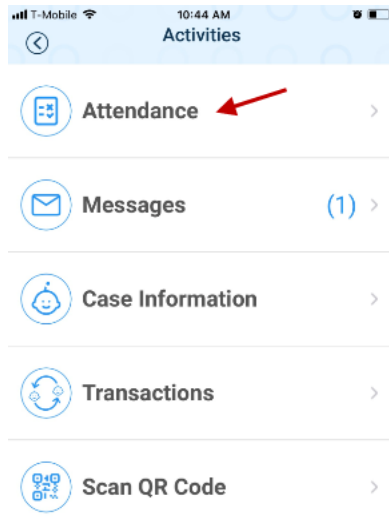 T-Mobile 10:44 AM
Activities
Attendance
Messages (1)
Case Information
Transactions
Scan QR Code